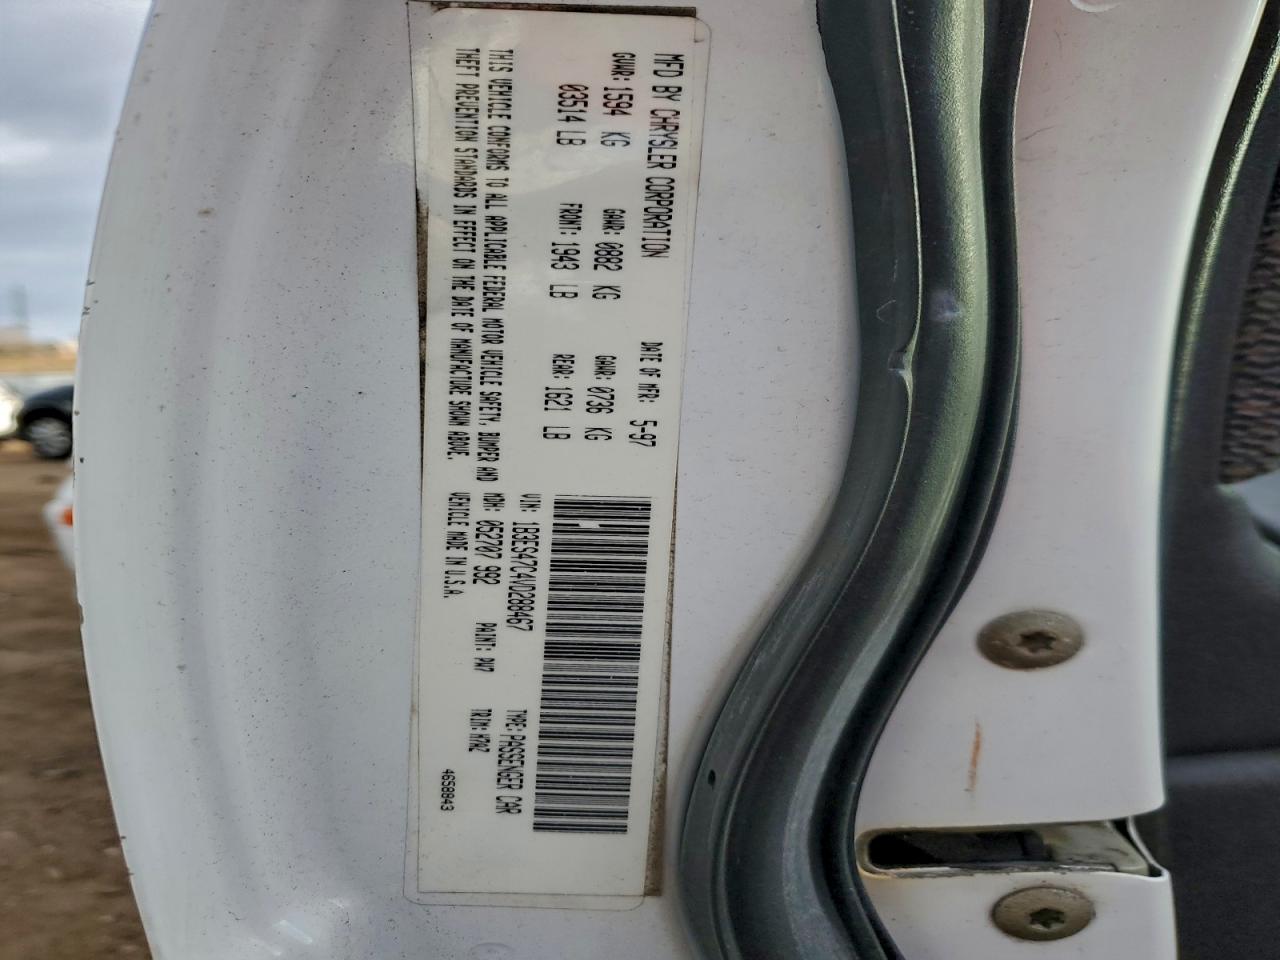 MFD BY CHRYSLER CORPORATION DATE OF MFR: 5-97
GVWR: 1594 KG GAWR: 0882 KG GAWR: 0736 KG
03514 LB FRONT: 1943 LB REAR: 1621 LB
THIS VEHICLE CONFORMS TO ALL APPLICABLE FEDERAL MOTOR VEHICLE SAFETY, BUMPER AND
THEFT PREVENTION STANDARDS IN EFFECT ON THE DATE OF MANUFACTURE SHOWN ABOVE.
VIN: 1B3ES47C4VD288467 TYPE: PASSENGER CAR
MDH: 052707 992 PAINT: PW7 TRIM: H7AZ
VEHICLE MADE IN U.S.A. 4658843